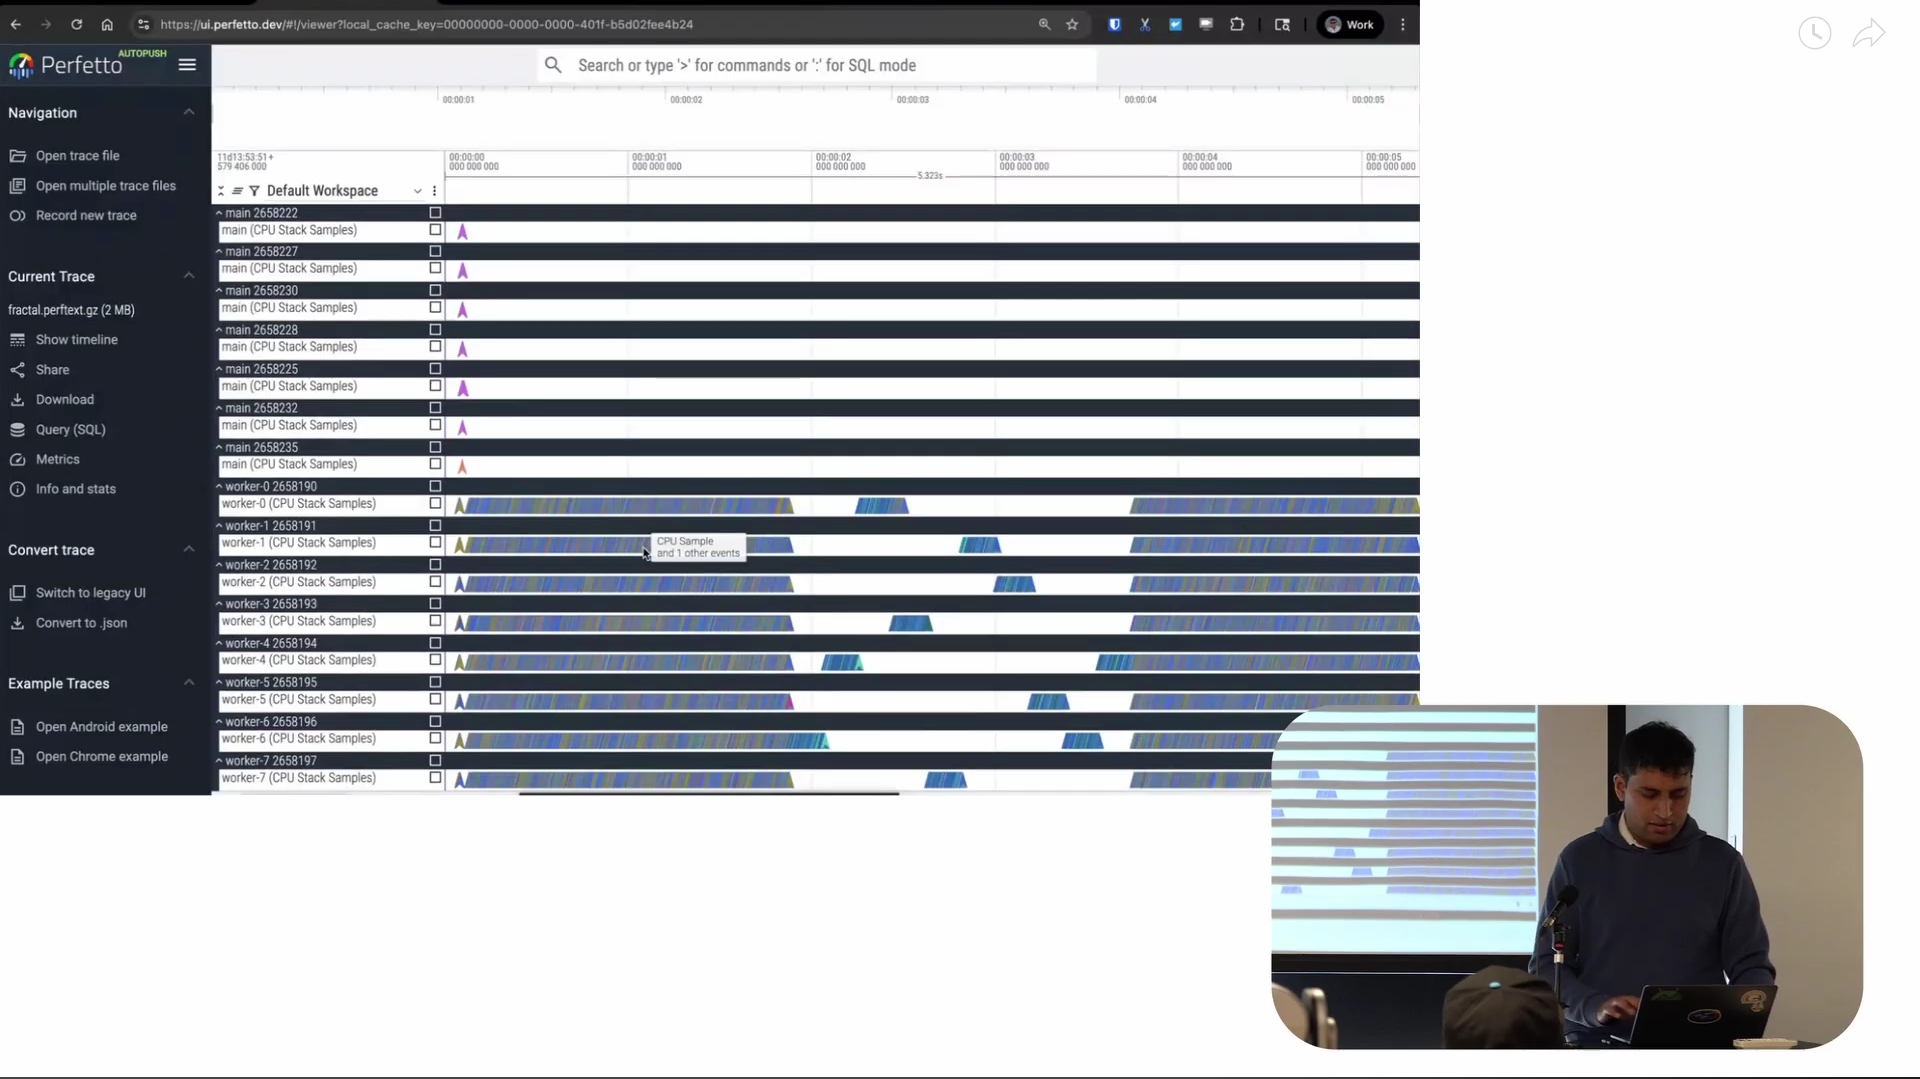 https://ui.perfetto.dev/#!/viewer?local_cache_key=00000000-0000-0000-401f-b5d02fee4b24
Work
Perfetto
AUTOPUSH
Search or type '>' for commands or ':' for SQL mode
Navigation
Open trace file
Open multiple trace files
Record new trace
Current Trace
fractal.perftext.gz (2 MB)
Show timeline
Share
Download
Query (SQL)
Metrics
Info and stats
Convert trace
Switch to legacy UI
Convert to .json
Example Traces
Open Android example
Open Chrome example
00:00:01 00:00:02 00:00:03 00:00:04 00:00:05
11d13:53:51+
579 406 000
00:00:00 00:00:01 00:00:02 00:00:03 00:00:04 00:00:05
000 000 000 000 000 000 000 000 000 000 000 000 000 000 000 000 000 000
5.323s
Default Workspace
main 2658222
main (CPU Stack Samples)
main 2658227
main (CPU Stack Samples)
main 2658230
main (CPU Stack Samples)
main 2658228
main (CPU Stack Samples)
main 2658225
main (CPU Stack Samples)
main 2658232
main (CPU Stack Samples)
main 2658235
main (CPU Stack Samples)
worker-0 2658190
worker-0 (CPU Stack Samples)
worker-1 2658191
worker-1 (CPU Stack Samples)
CPU Sample
and 1 other events
worker-2 2658192
worker-2 (CPU Stack Samples)
worker-3 2658193
worker-3 (CPU Stack Samples)
worker-4 2658194
worker-4 (CPU Stack Samples)
worker-5 2658195
worker-5 (CPU Stack Samples)
worker-6 2658196
worker-6 (CPU Stack Samples)
worker-7 2658197
worker-7 (CPU Stack Samples)